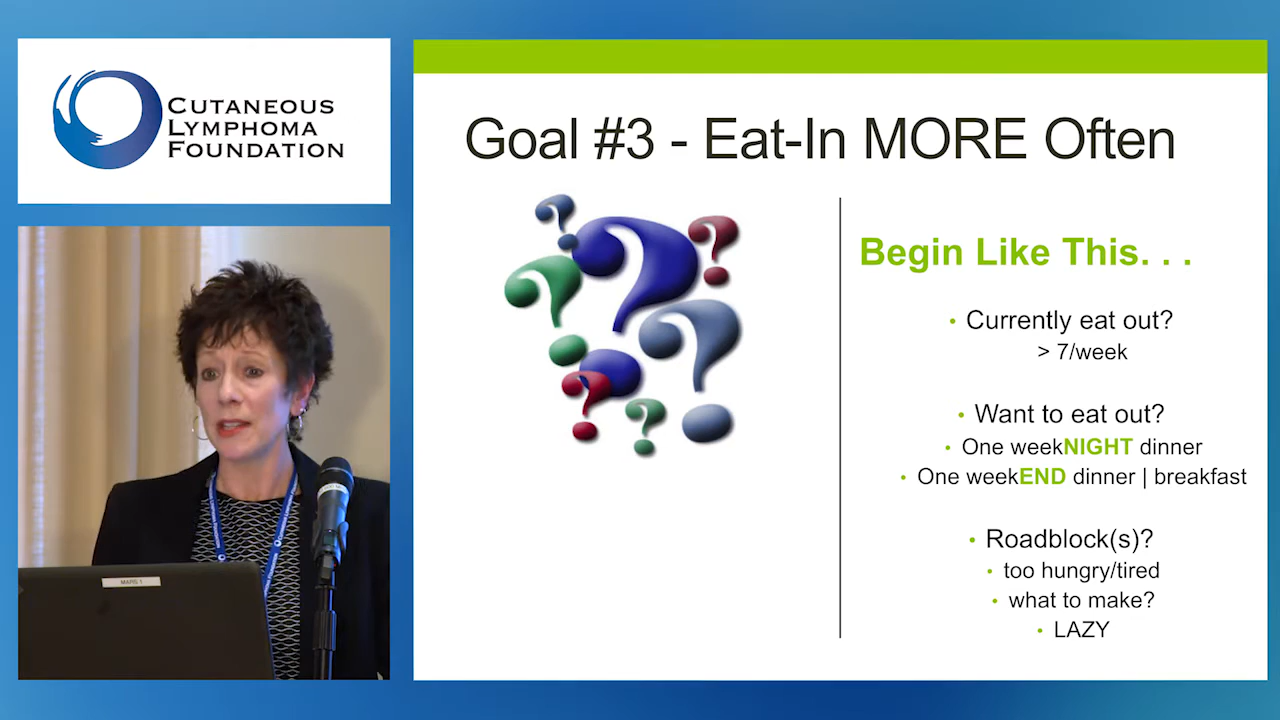 CUTANEOUS
LYMPHOMA
FOUNDATION
Goal #3 - Eat-In MORE Often
Begin Like This. . .
• Currently eat out?
> 7/week
• Want to eat out?
• One weekNIGHT dinner
• One weekEND dinner | breakfast
• Roadblock(s)?
• too hungry/tired
• what to make?
• LAZY